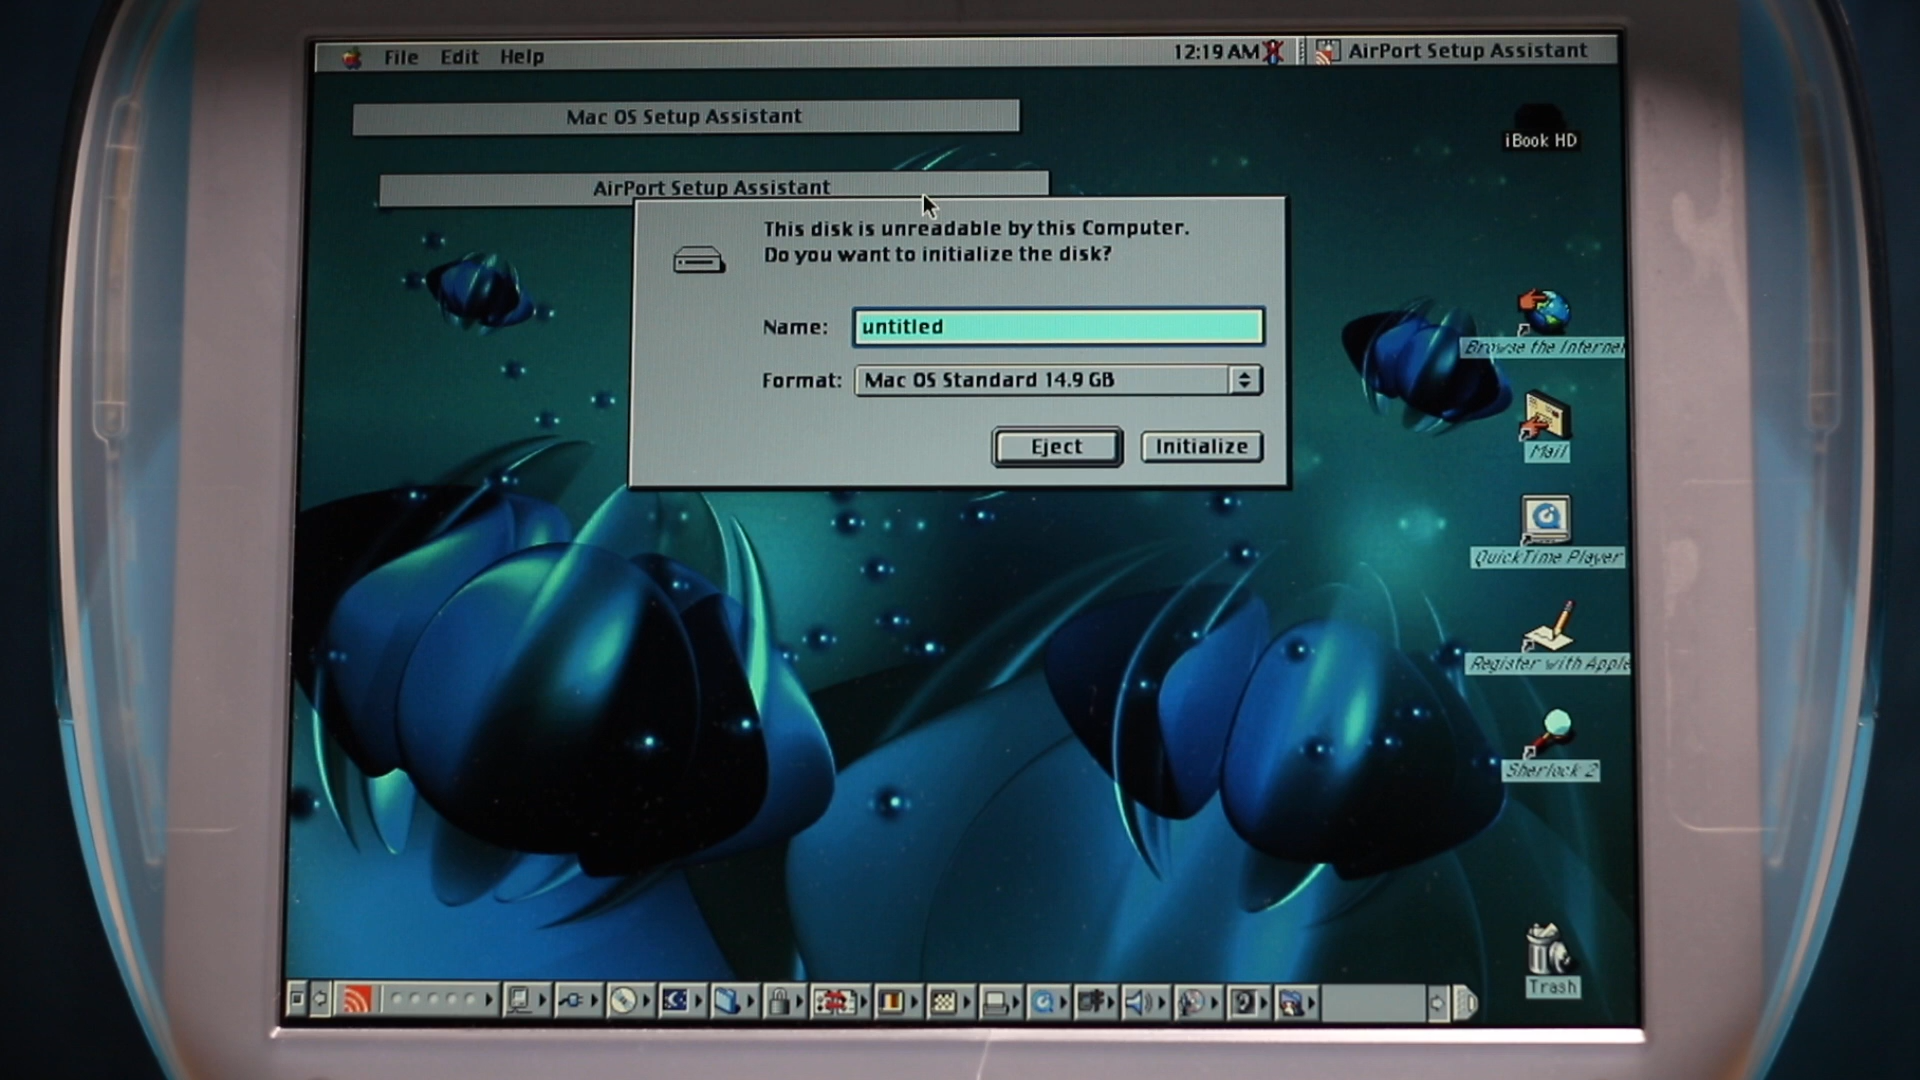 File Edit Help 12:19 AM AirPort Setup Assistant
Mac OS Setup Assistant
iBook HD
AirPort Setup Assistant
This disk is unreadable by this Computer.
Do you want to initialize the disk?
Name: untitled
Format: Mac OS Standard 14.9 GB
Eject Initialize
Browse the Internet
Mail
QuickTime Player
Register with Apple
Sherlock 2
Trash